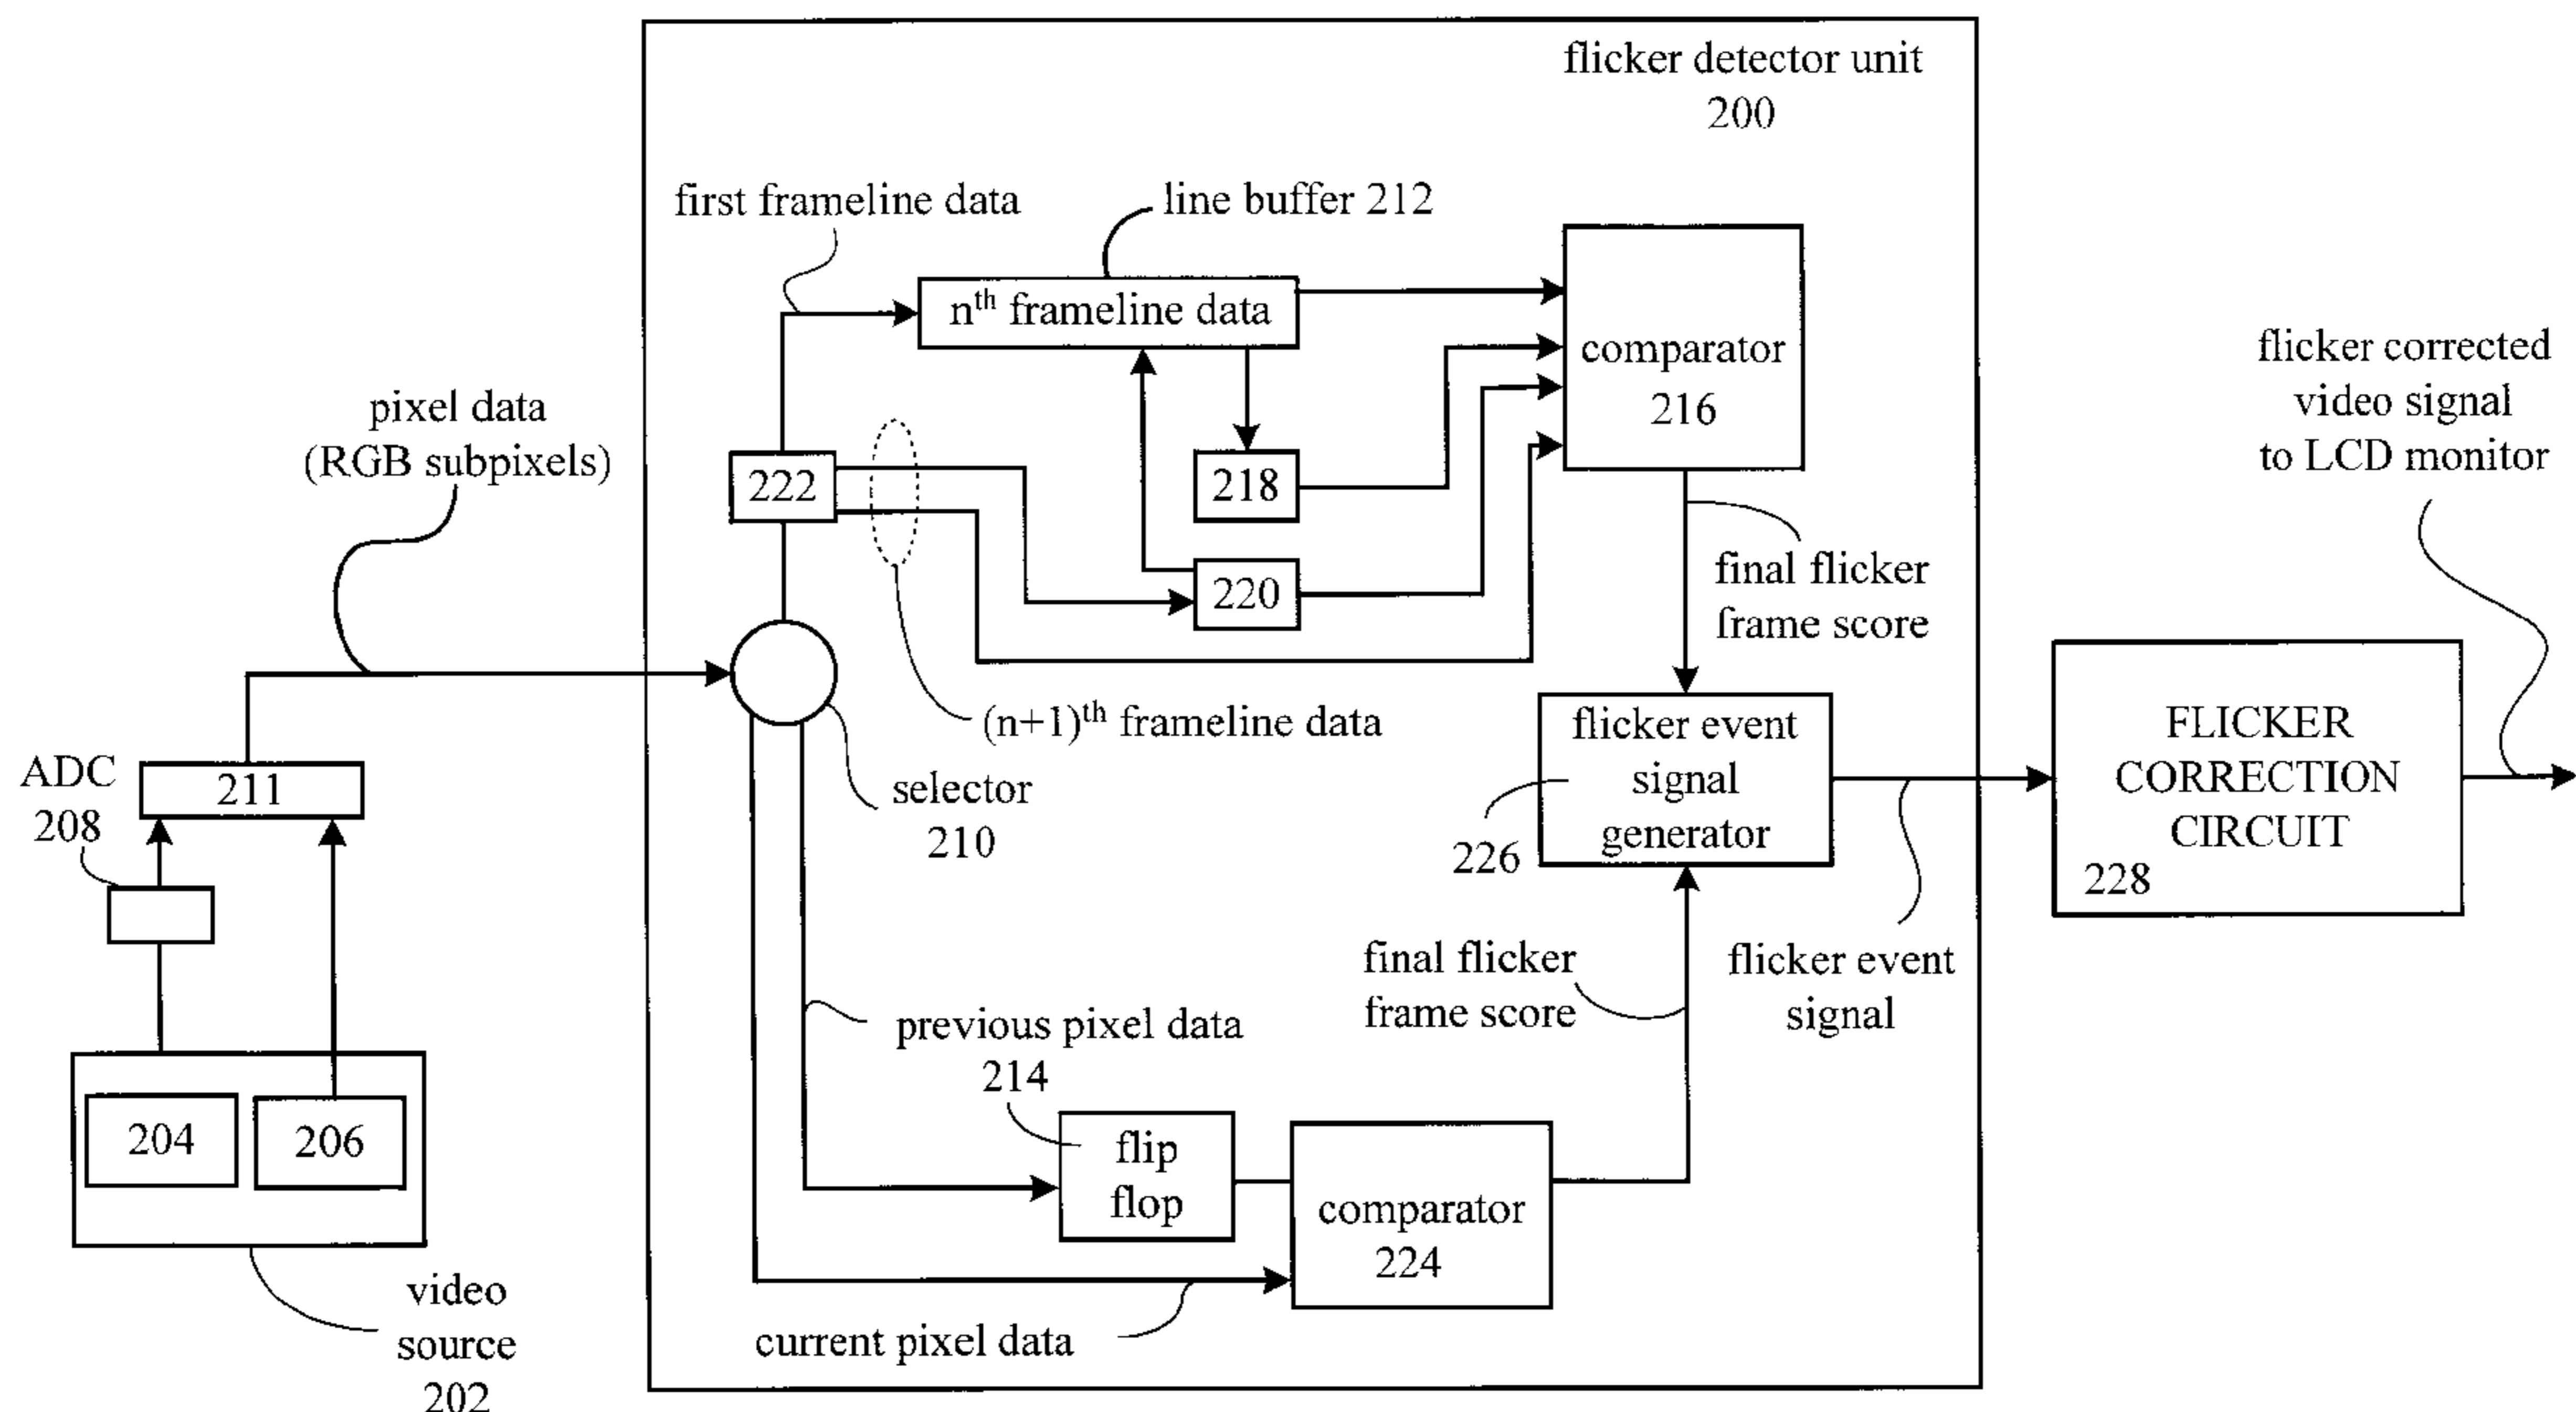 flicker detector unit
200
first frameline data
line buffer 212
nth frameline data
comparator
216
pixel data
(RGB subpixels)
222
218
220
flicker corrected
video signal
to LCD monitor
final flicker
frame score
(n+1)th frameline data
selector
210
ADC
208
211
flicker event
signal
generator
226
FLICKER
CORRECTION
CIRCUIT
228
final flicker
frame score
flicker event
signal
previous pixel data
214
flip
flop
comparator
224
204
206
current pixel data
video
source
202